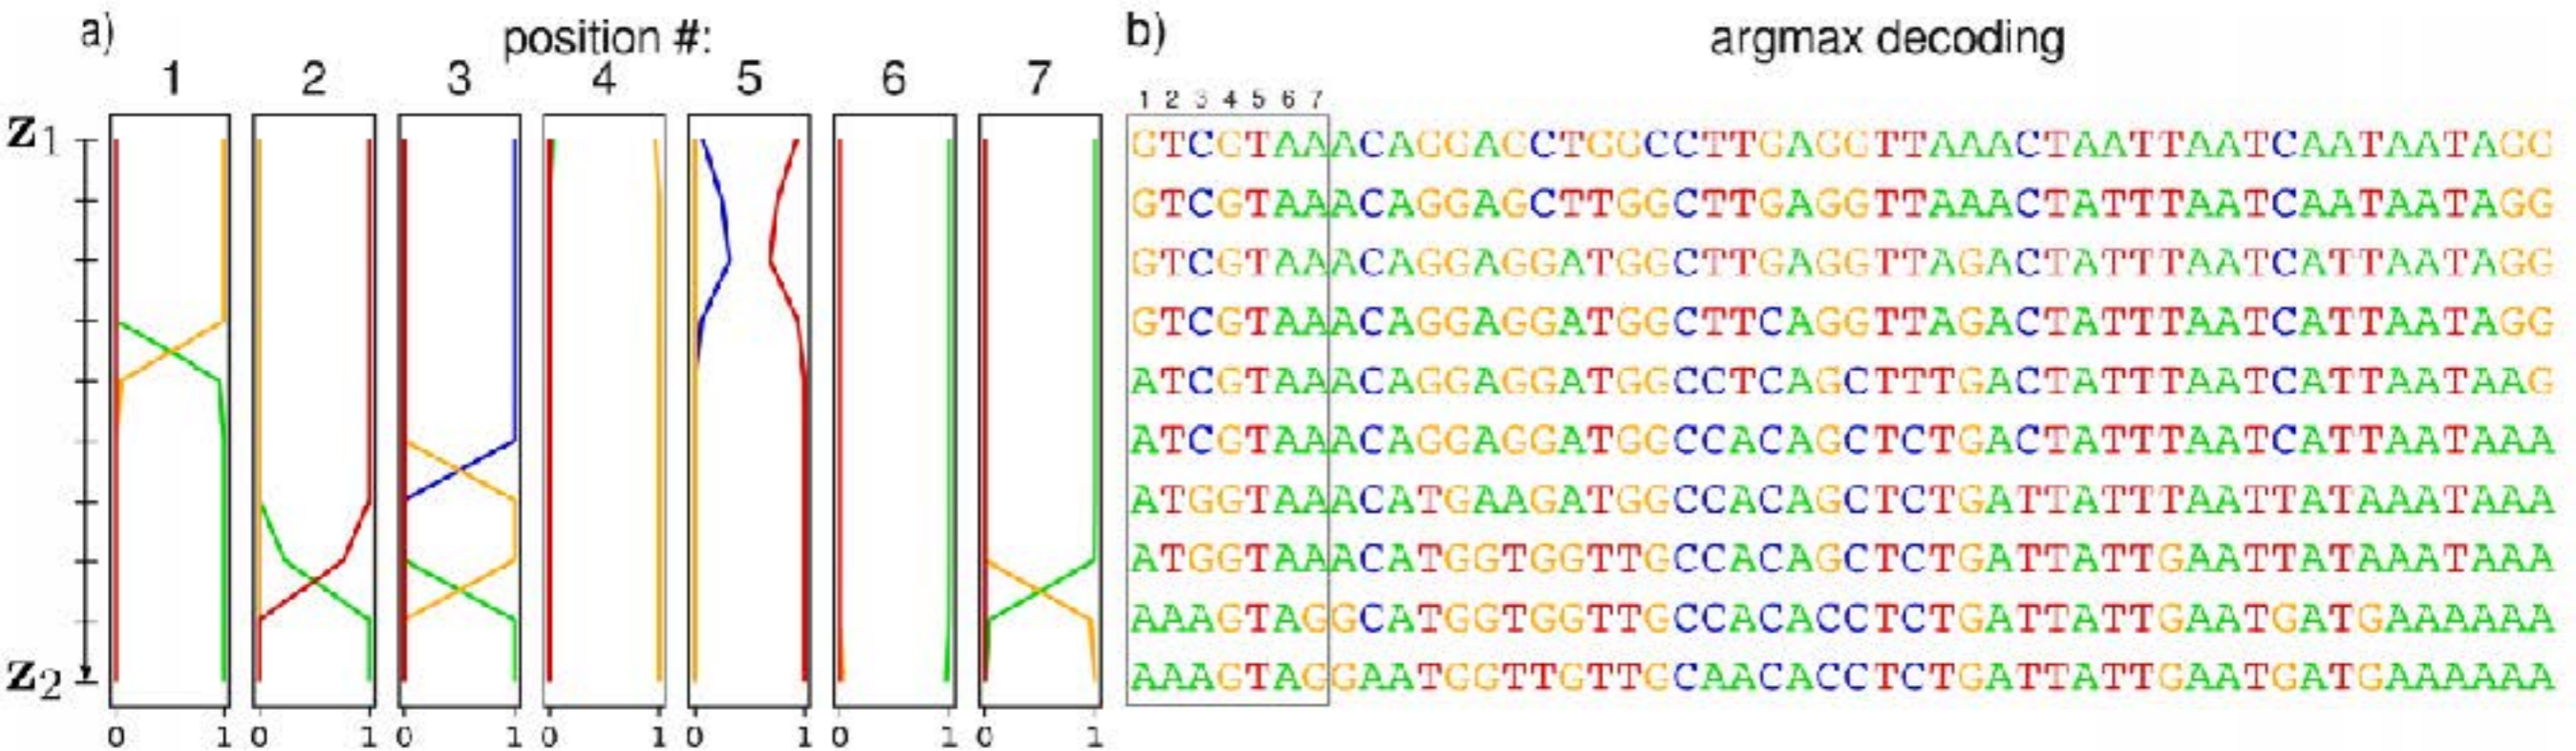 a) position #: b) argmax decoding
1 2 3 4 5 6 7
1 2 3 4 5 6 7
z1
GTCGTAAACAGGAGCTGGCCTTGAGGTTAAACTAATTAATCAATAATAGG
GTCGTAAACAGGAGCTTGGCTTGAGGTTAAACTATTTAATCAATAATAGG
GTCGTAAACAGGAGGATGGCTTGAGGTTAGACTATTTAATCATTAATAGG
GTCGTAAACAGGAGGATGGCTTCAGGTTAGACTATTTAATCATTAATAGG
ATCGTAAACAGGAGGATGGCCTCAGCTTTGACTATTTAATCATTAATAAG
ATCGTAAACAGGAGGATGGCCACAGCTCTGACTATTTAATCATTAATAAA
ATGGTAAACATGAAGATGGCCACAGCTCTGATTATTTAATTATAAATAAA
ATGGTAAACATGGTGGTTGCCACAGCTCTGATTATTGAATTATAAATAAA
AAAGTAGGCATGGTGGTTGCCACACCTCTGATTATTGAATGATGAAAAAA
z2
AAAGTAGGAATGGTTGTTGCAACACCTCTGATTATTGAATGATGAAAAAA
0 1 0 1 0 1 0 1 0 1 0 1 0 1